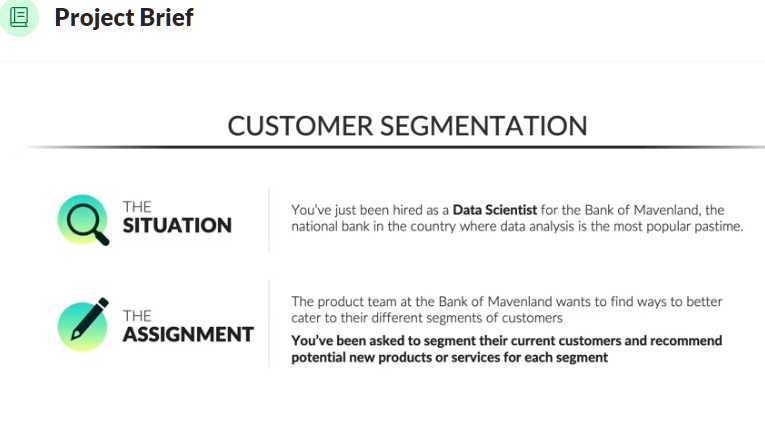 Project Brief
CUSTOMER SEGMENTATION
THE
SITUATION
You've just been hired as a Data Scientist for the Bank of Mavenland, the
national bank in the country where data analysis is the most popular pastime.
THE
ASSIGNMENT
The product team at the Bank of Mavenland wants to find ways to better
cater to their different segments of customers
You've been asked to segment their current customers and recommend
potential new products or services for each segment